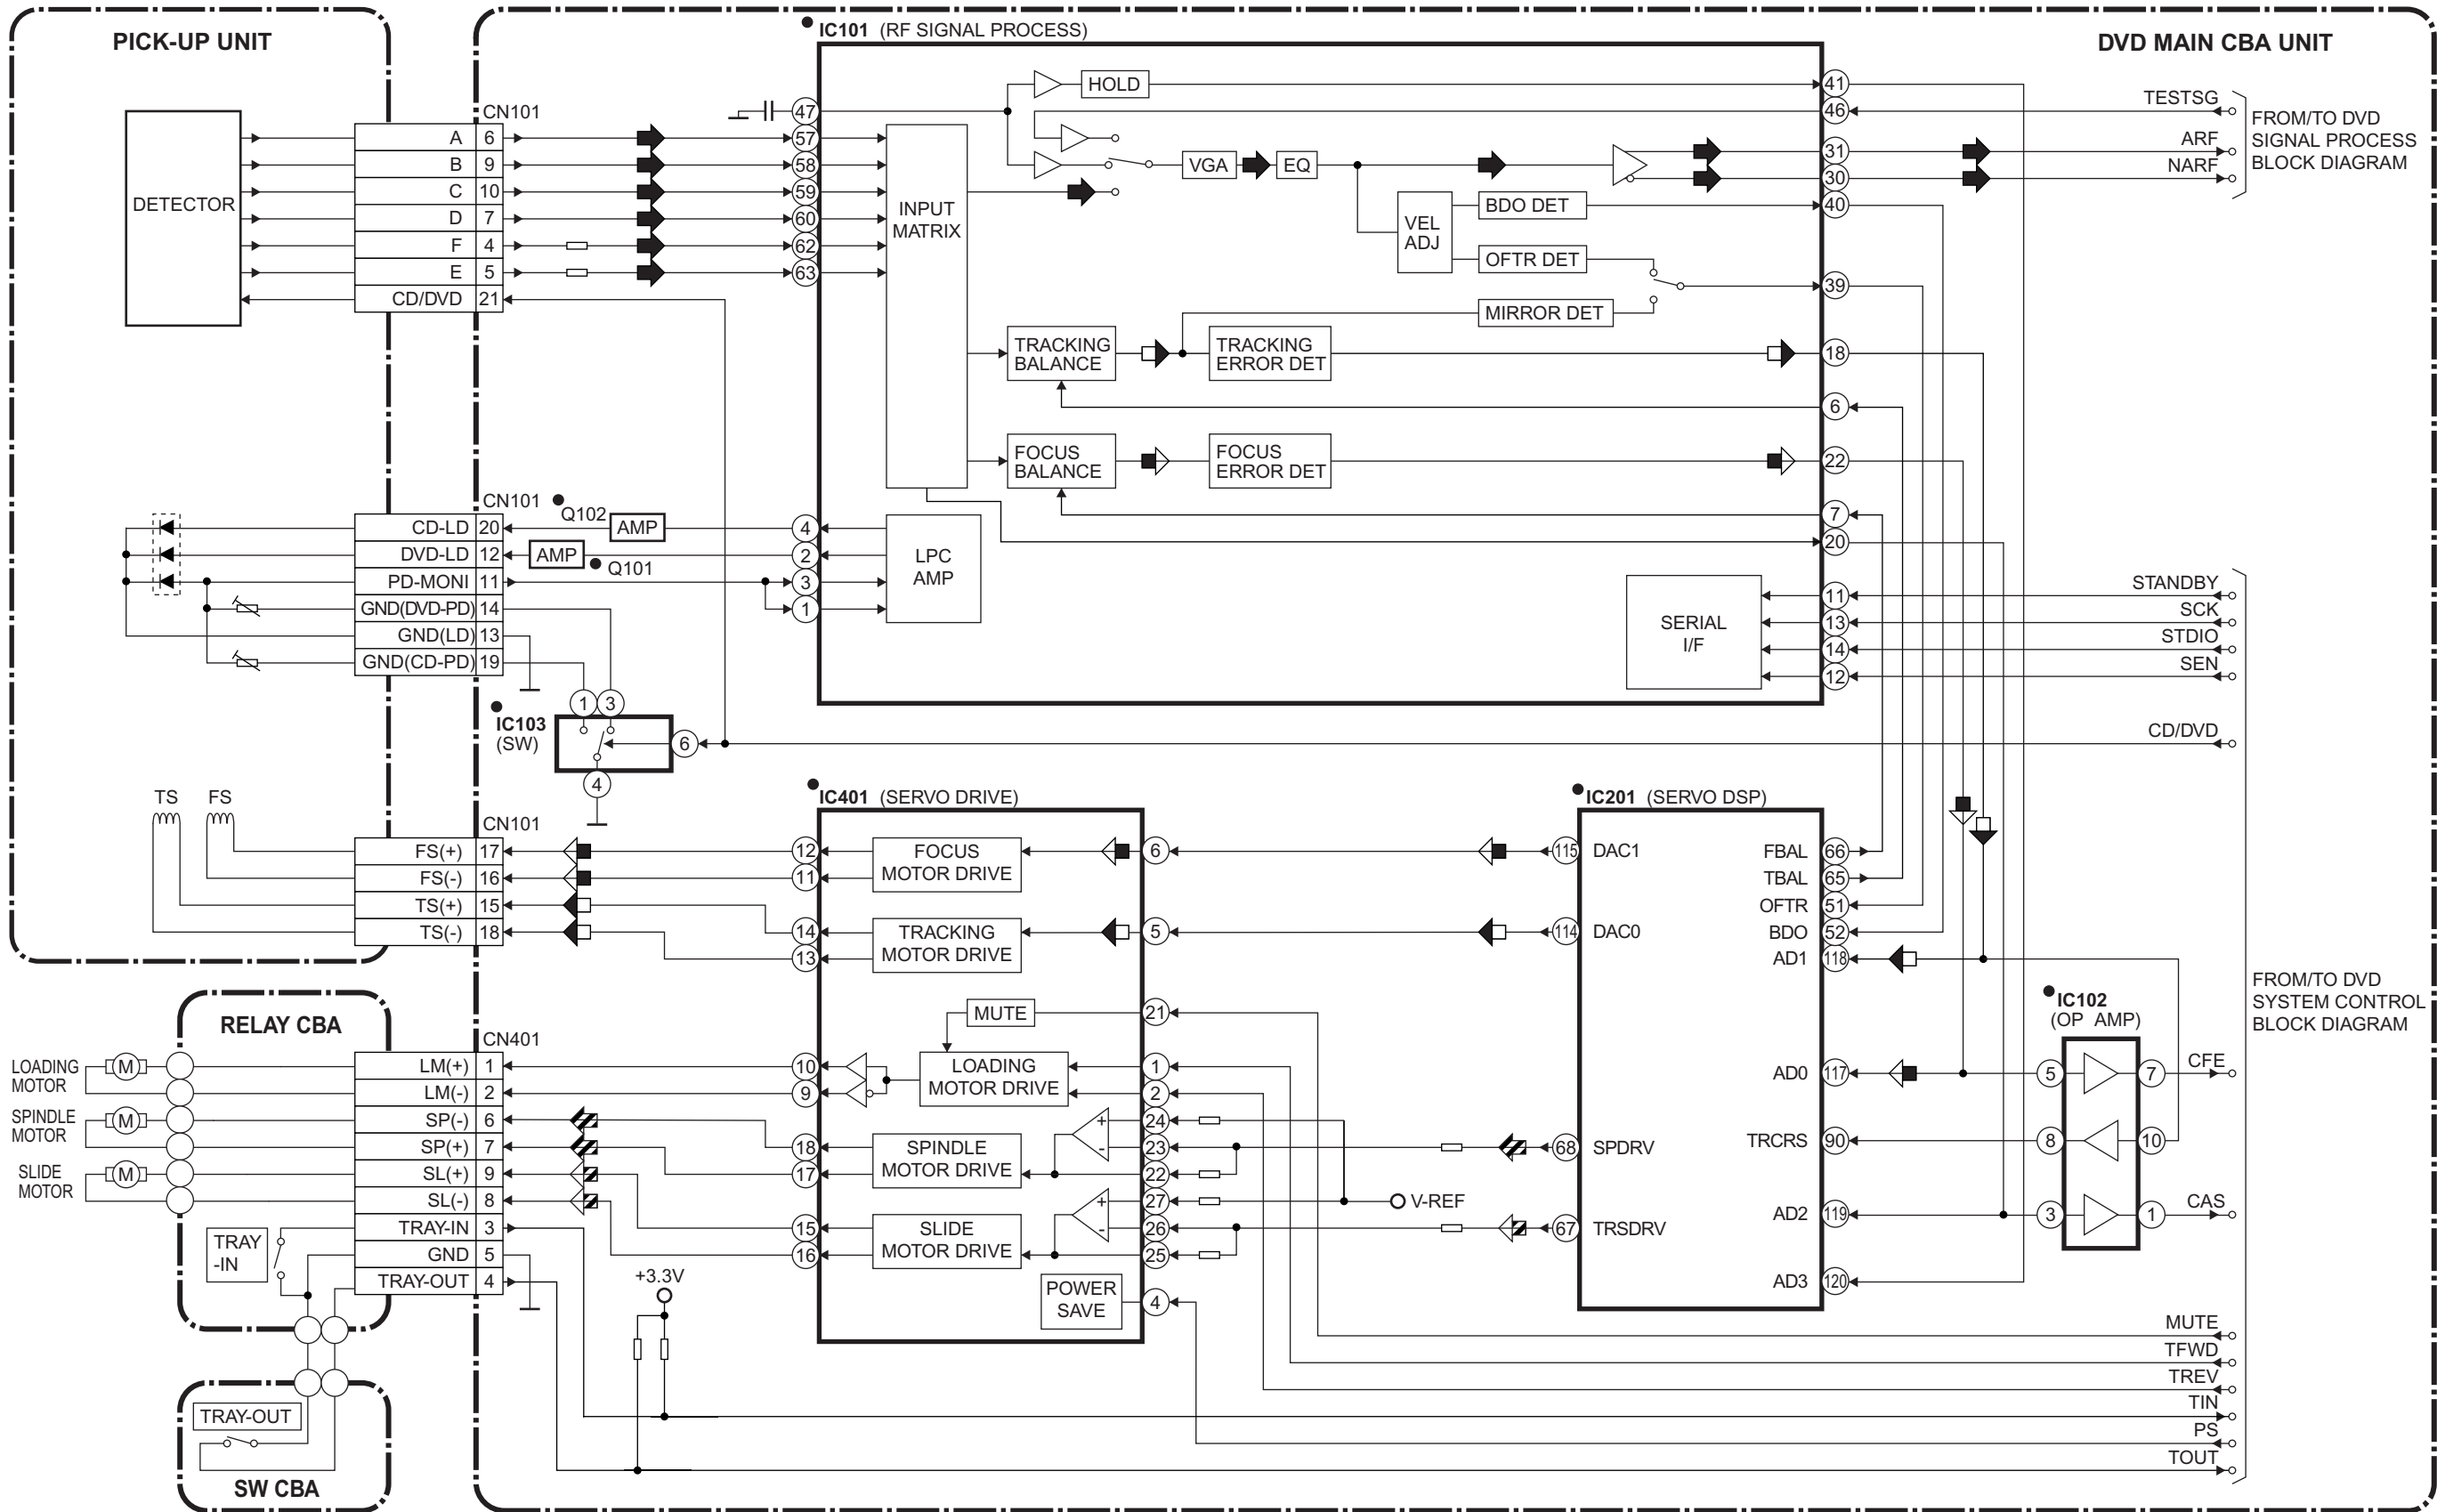 PICK-UP UNIT
DETECTOR
CN101
A 6
B 9
C 10
D 7
F 4
E 5
CD/DVD 21
CN101
CD-LD 20
DVD-LD 12
PD-MONI 11
GND(DVD-PD) 14
GND(LD) 13
GND(CD-PD) 19
Q102
AMP
AMP
Q101
IC103
(SW)
1 3
6
4
TS FS
CN101
FS(+) 17
FS(-) 16
TS(+) 15
TS(-) 18
RELAY CBA
LOADING
MOTOR
M
SPINDLE
MOTOR
M
SLIDE
MOTOR
M
TRAY
-IN
CN401
LM(+) 1
LM(-) 2
SP(-) 6
SP(+) 7
SL(+) 9
SL(-) 8
TRAY-IN 3
GND 5
TRAY-OUT 4
+3.3V
TRAY-OUT
SW CBA
DVD MAIN CBA UNIT
IC101 (RF SIGNAL PROCESS)
47
57
58
59
60
62
63
4
2
3
1
INPUT
MATRIX
HOLD
VGA
EQ
VEL
ADJ
BDO DET
OFTR DET
MIRROR DET
TRACKING
BALANCE
TRACKING
ERROR DET
FOCUS
BALANCE
FOCUS
ERROR DET
LPC
AMP
SERIAL
I/F
41
46
31
30
40
39
18
6
22
7
20
11
13
14
12
TESTSG
ARF
NARF
FROM/TO DVD
SIGNAL PROCESS
BLOCK DIAGRAM
STANDBY
SCK
STDIO
SEN
CD/DVD
IC401 (SERVO DRIVE)
12
11
14
13
10
9
18
17
15
16
FOCUS
MOTOR DRIVE
TRACKING
MOTOR DRIVE
MUTE
LOADING
MOTOR DRIVE
SPINDLE
MOTOR DRIVE
+
-
SLIDE
MOTOR DRIVE
+
-
POWER
SAVE
6
5
21
1
2
24
23
22
27
26
25
4
V-REF
IC201 (SERVO DSP)
115 DAC1
114 DAC0
68 SPDRV
67 TRSDRV
FBAL 66
TBAL 65
OFTR 51
BDO 52
AD1 118
AD0 117
TRCRS 90
AD2 119
AD3 120
IC102
(OP AMP)
5 7
8 10
3 1
CFE
CAS
FROM/TO DVD
SYSTEM CONTROL
BLOCK DIAGRAM
MUTE
TFWD
TREV
TIN
PS
TOUT